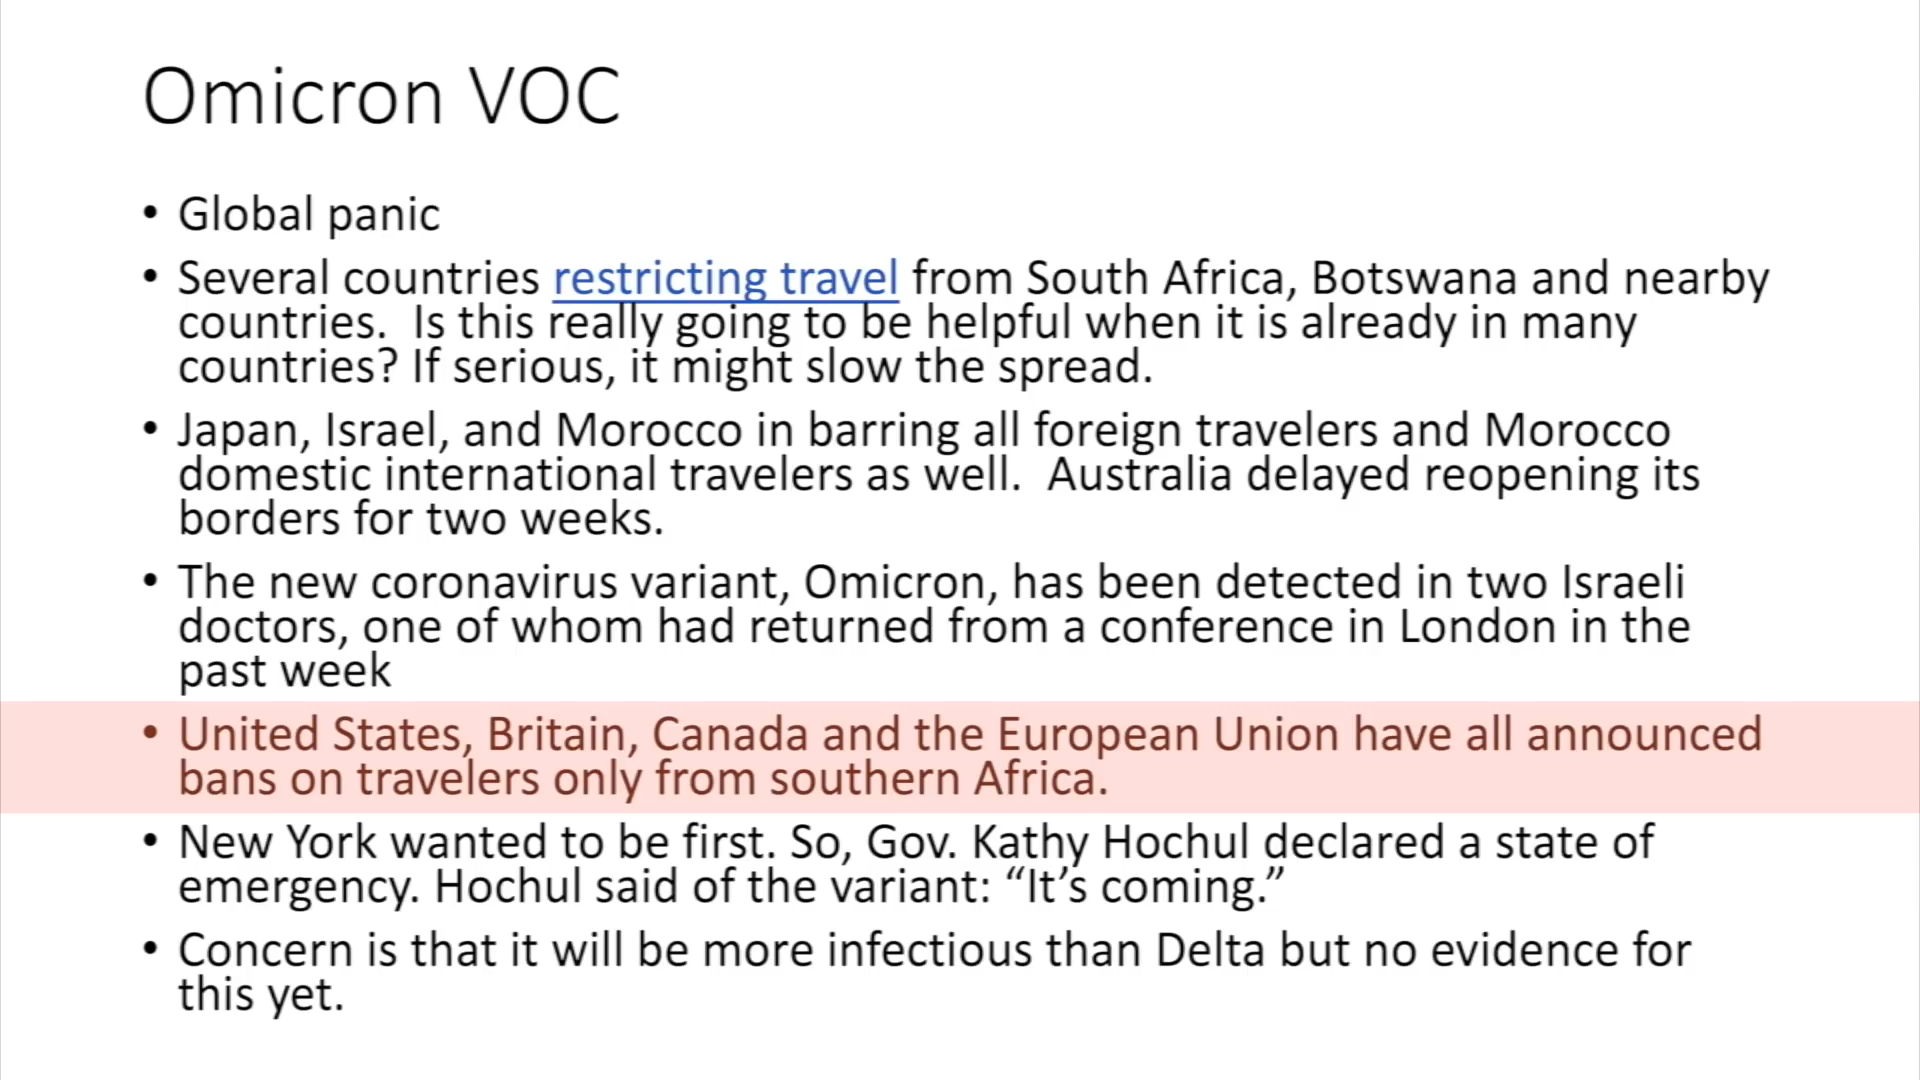 Omicron VOC
• Global panic
• Several countries restricting travel from South Africa, Botswana and nearby
countries.  Is this really going to be helpful when it is already in many
countries? If serious, it might slow the spread.
• Japan, Israel, and Morocco in barring all foreign travelers and Morocco
domestic international travelers as well.  Australia delayed reopening its
borders for two weeks.
• The new coronavirus variant, Omicron, has been detected in two Israeli
doctors, one of whom had returned from a conference in London in the
past week
• United States, Britain, Canada and the European Union have all announced
bans on travelers only from southern Africa.
• New York wanted to be first. So, Gov. Kathy Hochul declared a state of
emergency. Hochul said of the variant: “It’s coming.”
• Concern is that it will be more infectious than Delta but no evidence for
this yet.